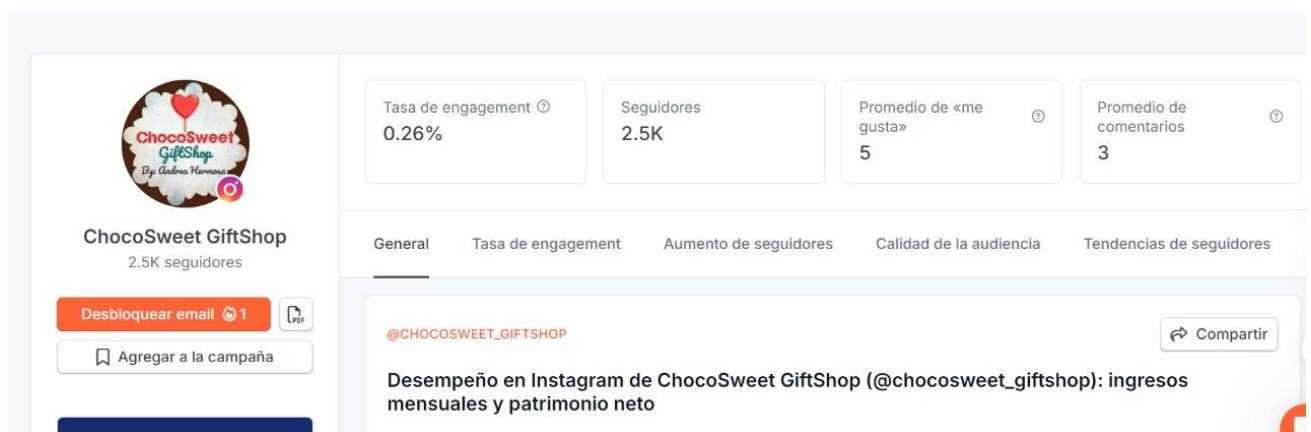 ChocoSweet
GiftShop
By: Andrea Hermosa
ChocoSweet GiftShop
2.5K seguidores
Desbloquear email 1
PDF
Agregar a la campaña
Tasa de engagement
0.26%
Seguidores
2.5K
Promedio de «me
gusta»
5
Promedio de
comentarios
3
General Tasa de engagement Aumento de seguidores Calidad de la audiencia Tendencias de seguidores
@CHOCOSWEET_GIFTSHOP
Compartir
Desempeño en Instagram de ChocoSweet GiftShop (@chocosweet_giftshop): ingresos
mensuales y patrimonio neto